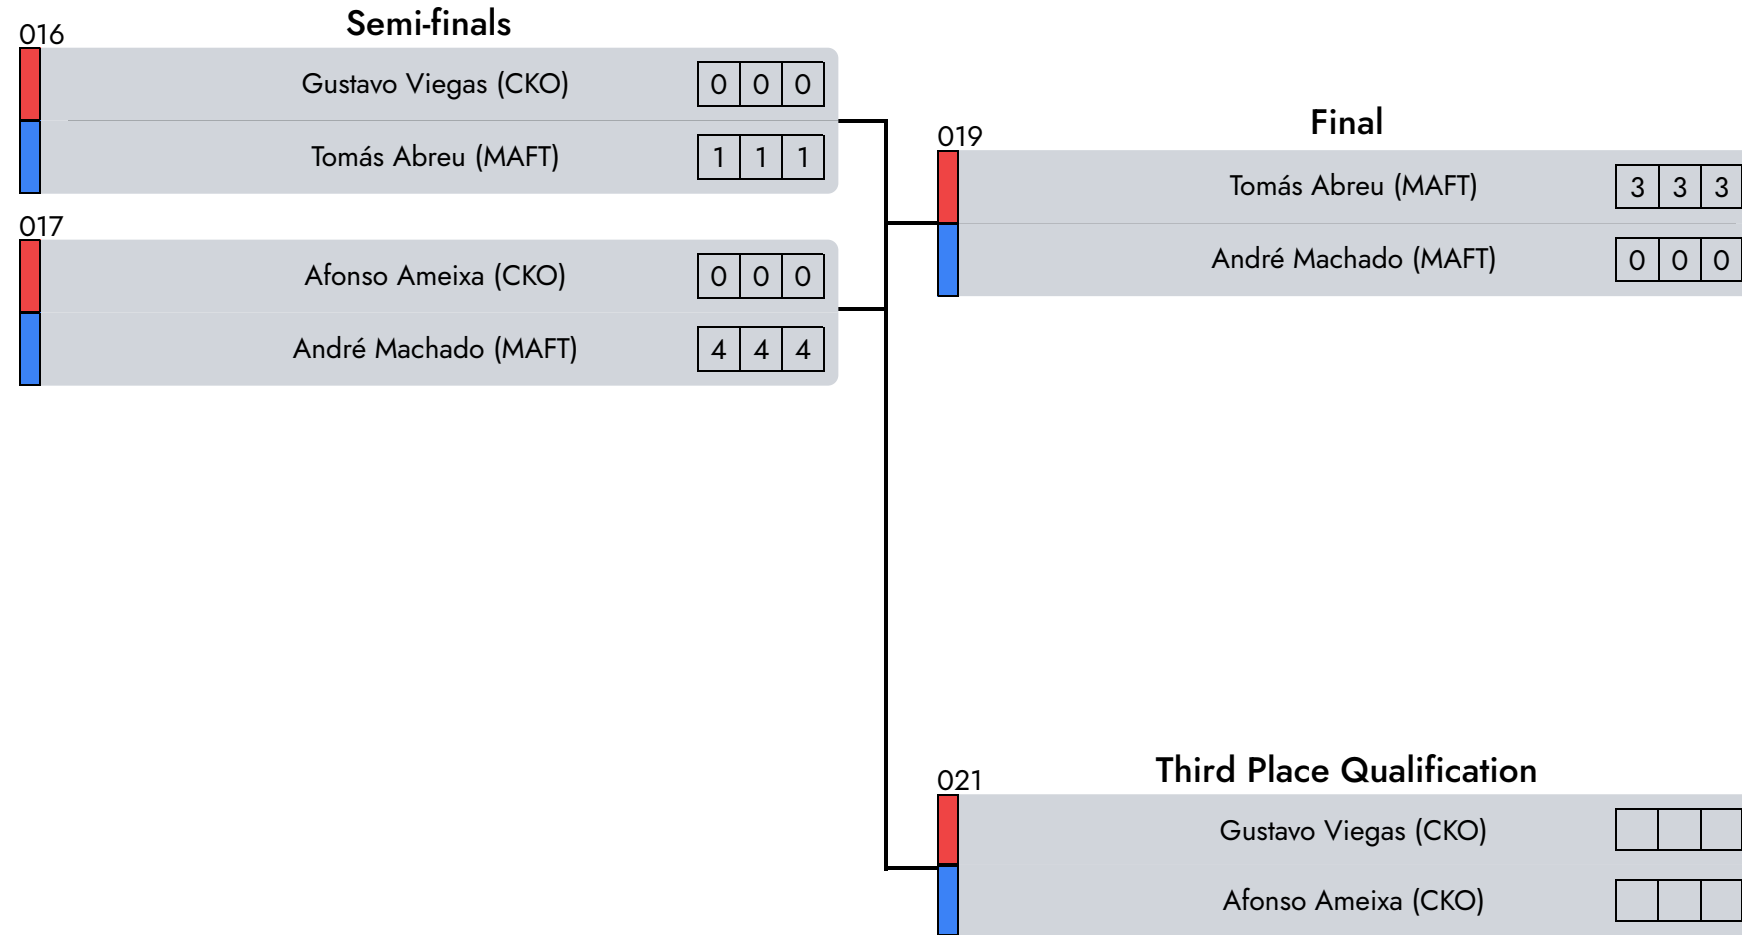 Semi-finals
016
Gustavo Viegas (CKO) 0 0 0
Tomás Abreu (MAFT) 1 1 1
017
Afonso Ameixa (CKO) 0 0 0
André Machado (MAFT) 4 4 4
Final
019
Tomás Abreu (MAFT) 3 3 3
André Machado (MAFT) 0 0 0
Third Place Qualification
021
Gustavo Viegas (CKO)
Afonso Ameixa (CKO)